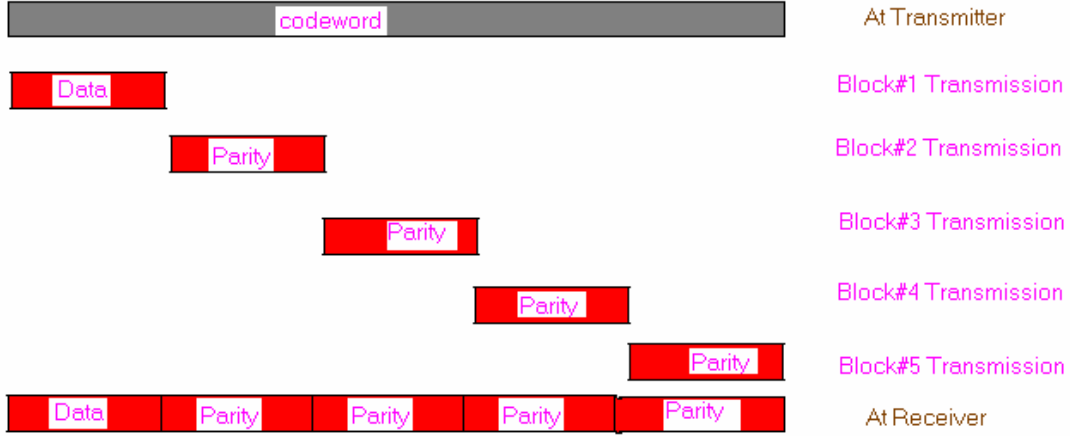 codeword At Transmitter
Data Block#1 Transmission
Parity Block#2 Transmission
Parity Block#3 Transmission
Parity Block#4 Transmission
Parity Block#5 Transmission
Data Parity Parity Parity Parity At Receiver